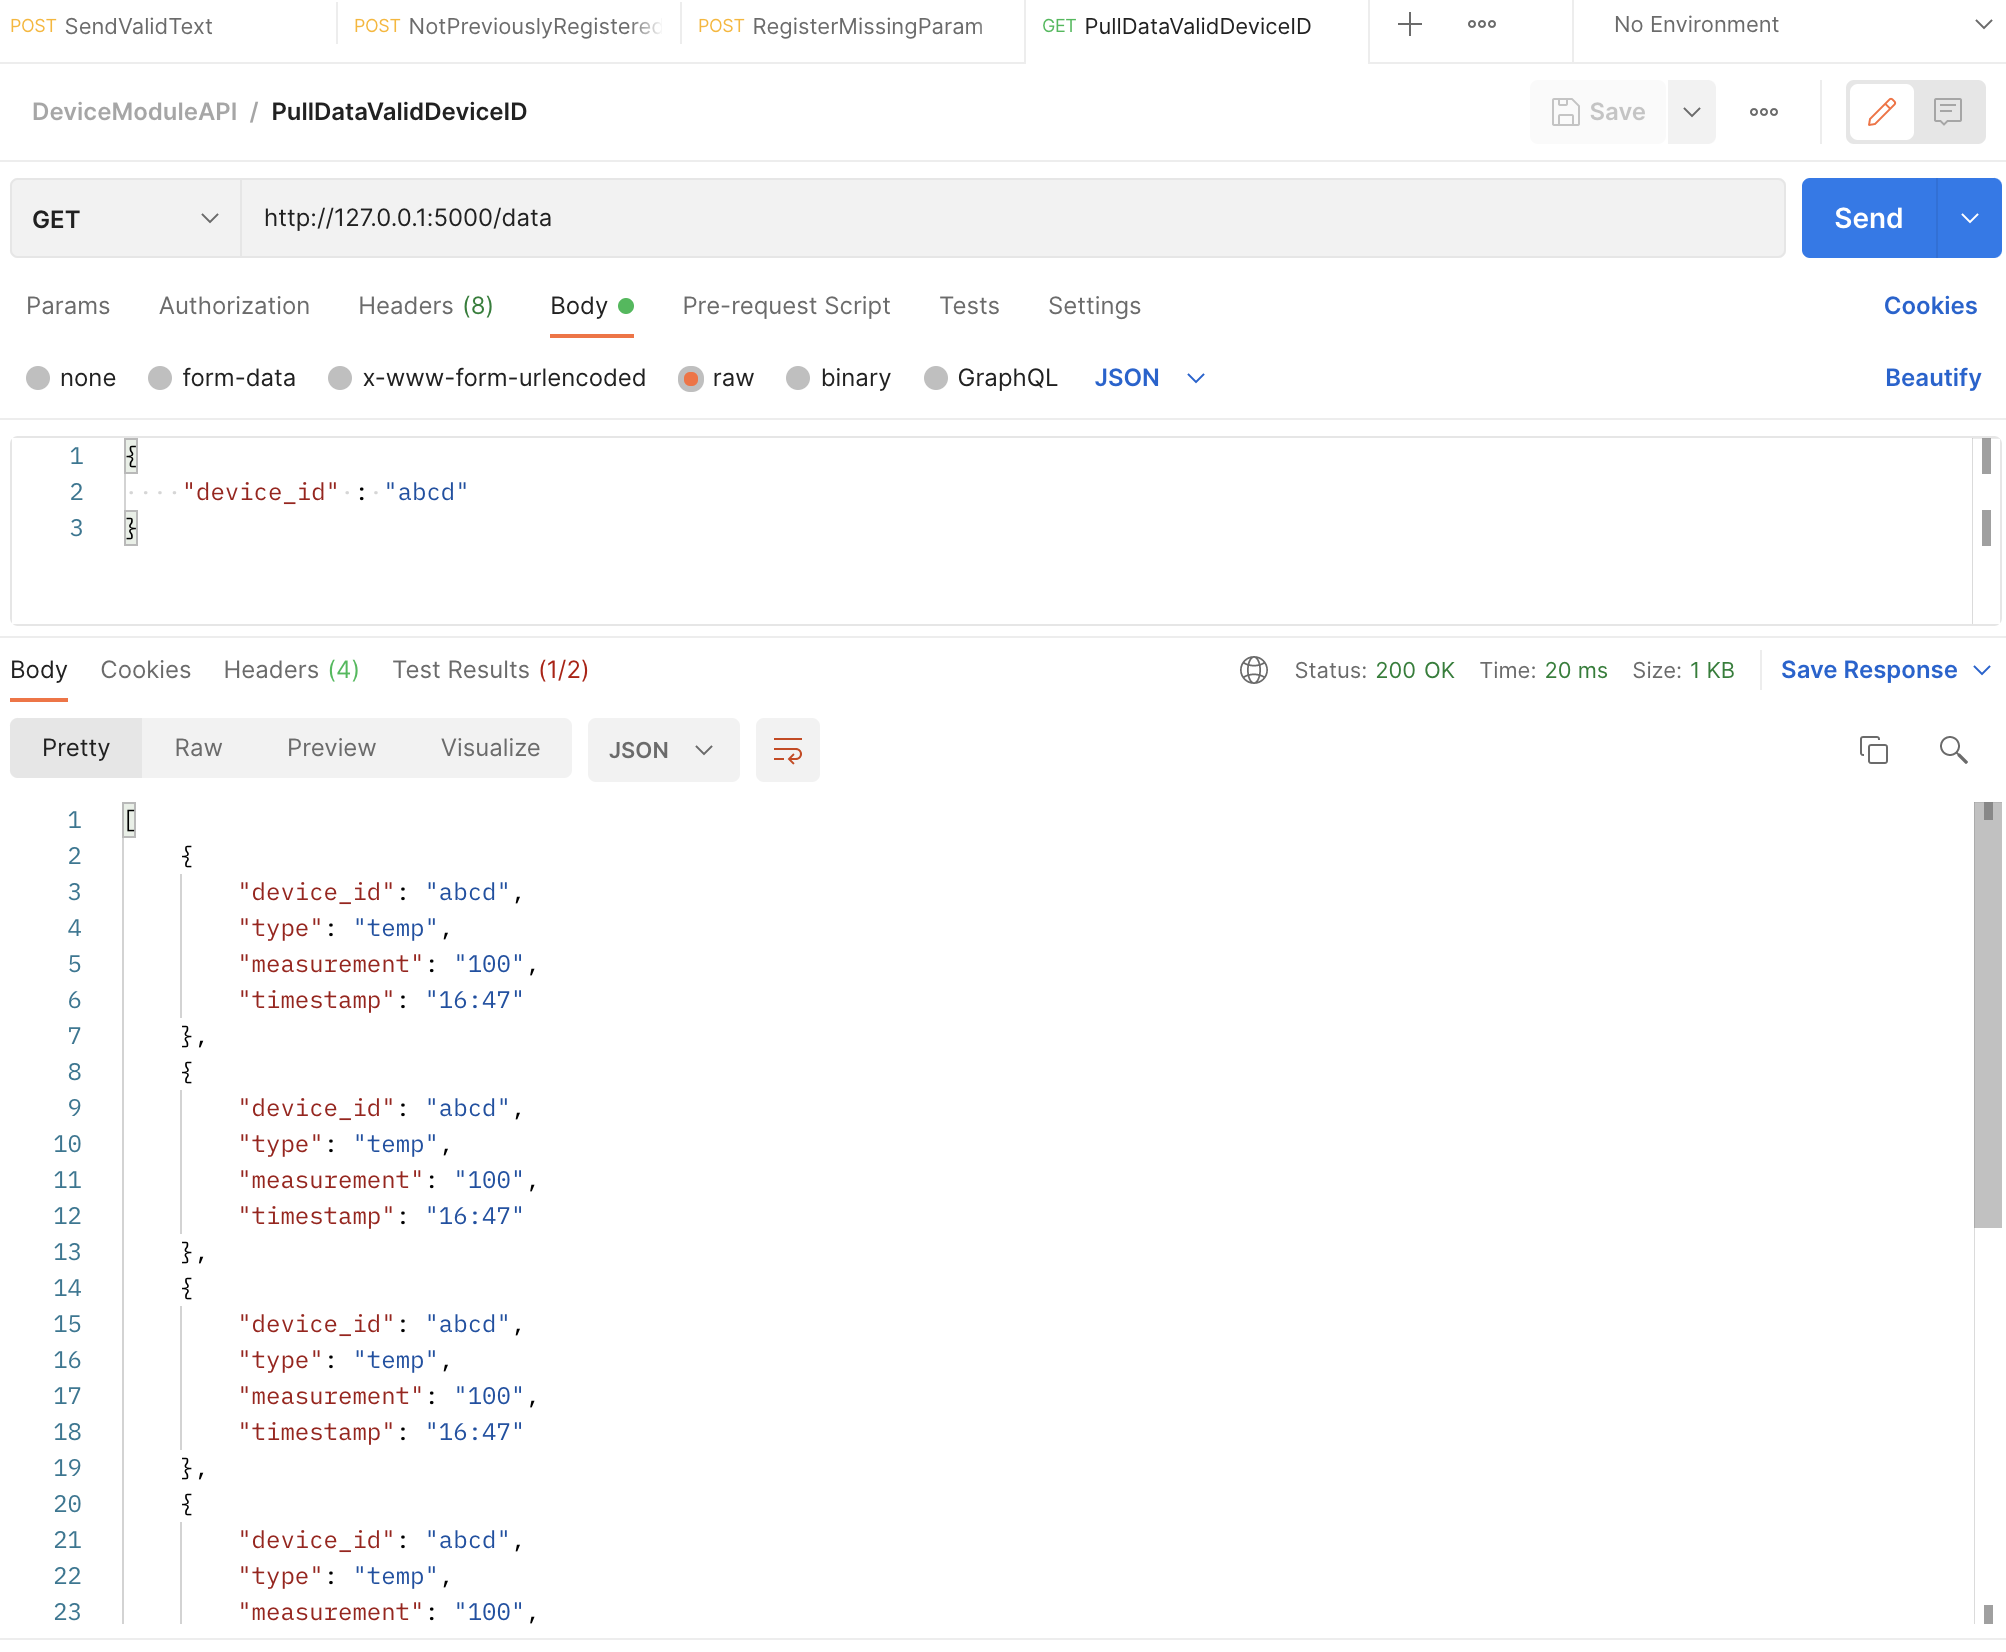 POST SendValidText POST NotPreviouslyRegistered POST RegisterMissingParam GET PullDataValidDeviceID No Environment
DeviceModuleAPI / PullDataValidDeviceID Save
GET http://127.0.0.1:5000/data Send
Params Authorization Headers (8) Body Pre-request Script Tests Settings Cookies
none form-data x-www-form-urlencoded raw binary GraphQL JSON Beautify
1 {
2 "device_id" : "abcd"
3 }
Body Cookies Headers (4) Test Results (1/2) Status: 200 OK Time: 20 ms Size: 1 KB Save Response
Pretty Raw Preview Visualize JSON
1 [
2 {
3 "device_id": "abcd",
4 "type": "temp",
5 "measurement": "100",
6 "timestamp": "16:47"
7 },
8 {
9 "device_id": "abcd",
10 "type": "temp",
11 "measurement": "100",
12 "timestamp": "16:47"
13 },
14 {
15 "device_id": "abcd",
16 "type": "temp",
17 "measurement": "100",
18 "timestamp": "16:47"
19 },
20 {
21 "device_id": "abcd",
22 "type": "temp",
23 "measurement": "100",